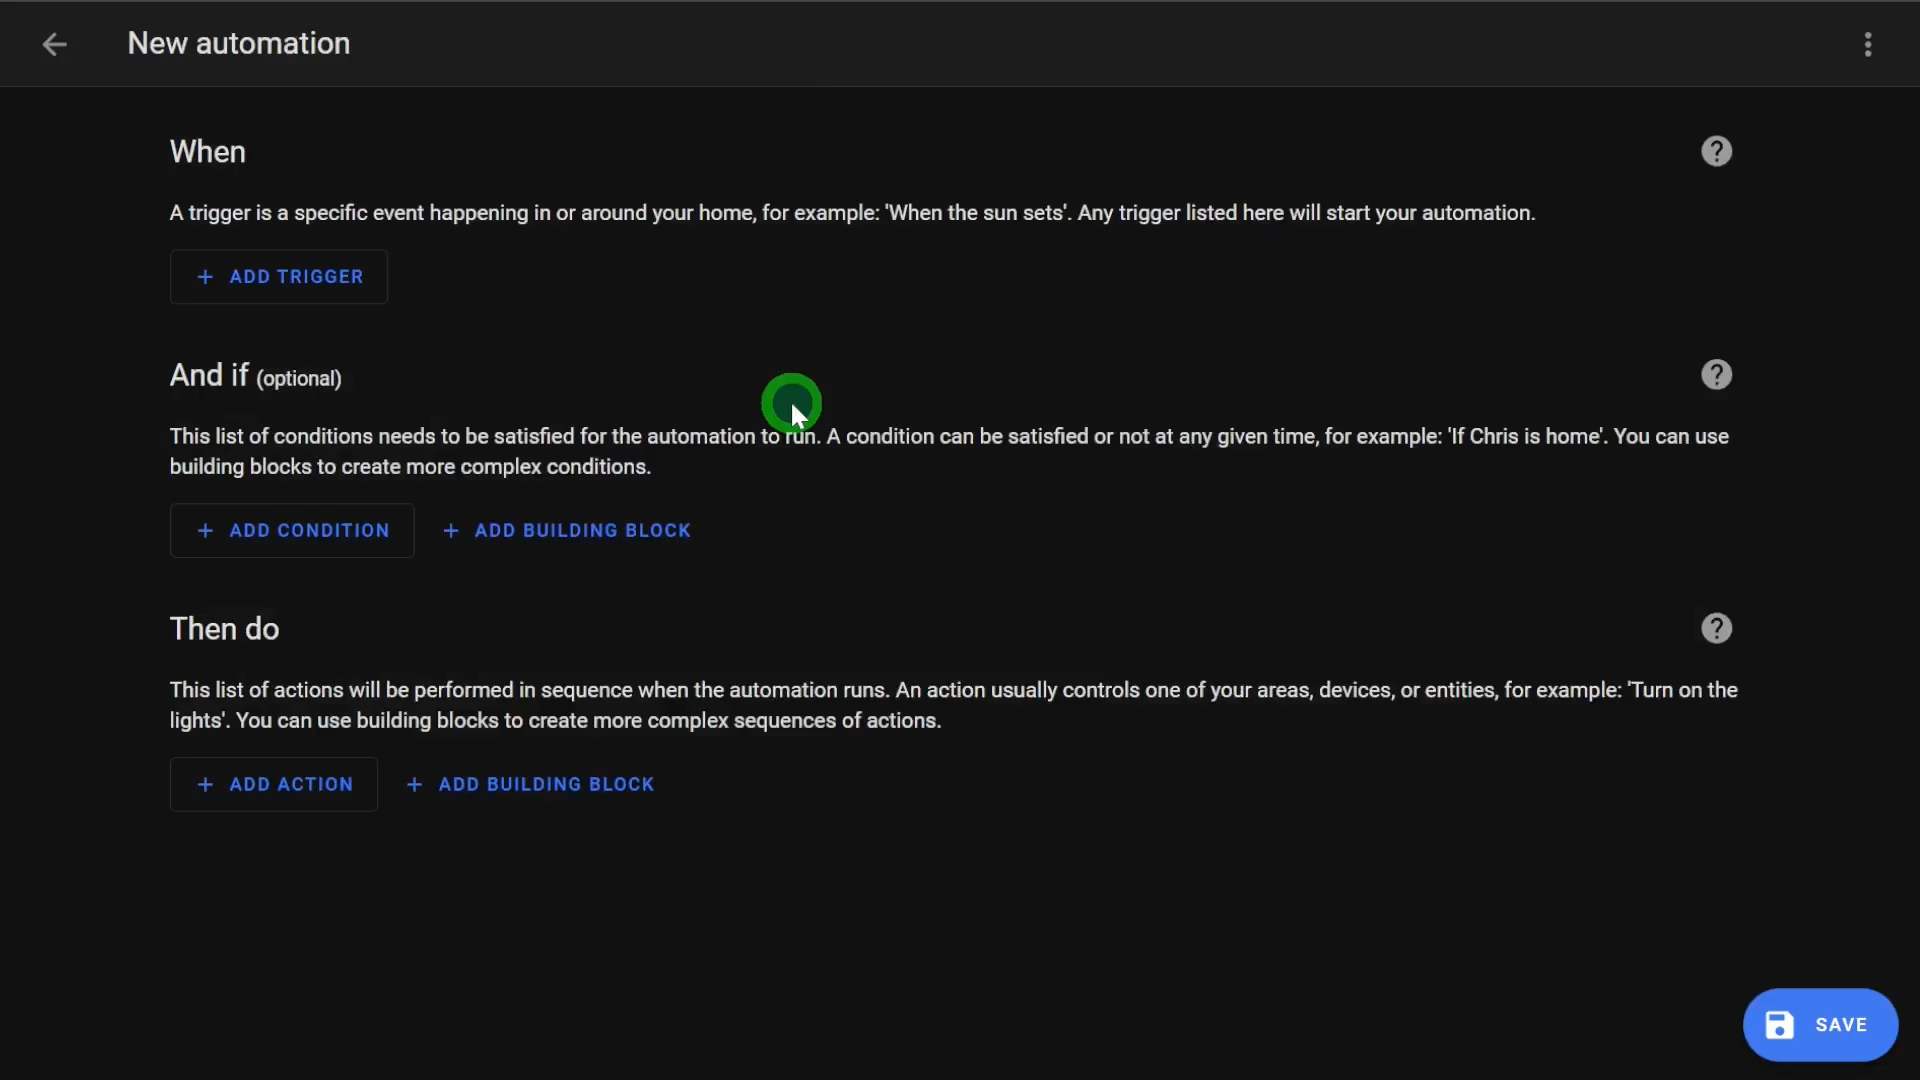 New automation
When
A trigger is a specific event happening in or around your home, for example: 'When the sun sets'. Any trigger listed here will start your automation.
+ ADD TRIGGER
And if (optional)
This list of conditions needs to be satisfied for the automation to run. A condition can be satisfied or not at any given time, for example: 'If Chris is home'. You can use
building blocks to create more complex conditions.
+ ADD CONDITION + ADD BUILDING BLOCK
Then do
This list of actions will be performed in sequence when the automation runs. An action usually controls one of your areas, devices, or entities, for example: 'Turn on the
lights'. You can use building blocks to create more complex sequences of actions.
+ ADD ACTION + ADD BUILDING BLOCK
SAVE